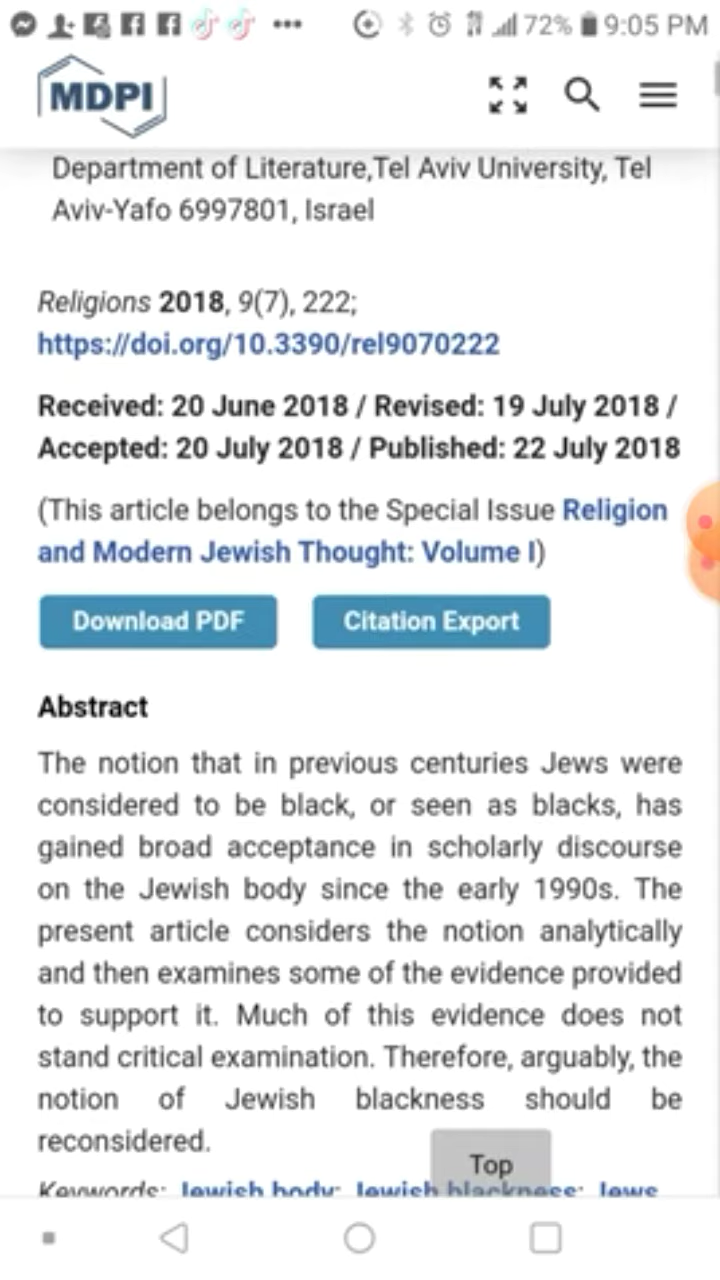 72% 9:05 PM
MDPI
Department of Literature,Tel Aviv University, Tel
Aviv-Yafo 6997801, Israel
Religions 2018, 9(7), 222;
https://doi.org/10.3390/rel9070222
Received: 20 June 2018 / Revised: 19 July 2018 /
Accepted: 20 July 2018 / Published: 22 July 2018
(This article belongs to the Special Issue Religion
and Modern Jewish Thought: Volume I)
Download PDF Citation Export
Abstract
The notion that in previous centuries Jews were
considered to be black, or seen as blacks, has
gained broad acceptance in scholarly discourse
on the Jewish body since the early 1990s. The
present article considers the notion analytically
and then examines some of the evidence provided
to support it. Much of this evidence does not
stand critical examination. Therefore, arguably, the
notion of Jewish blackness should be
reconsidered.
Top
Keywords: Jewish body; Jewish blackness; Jews